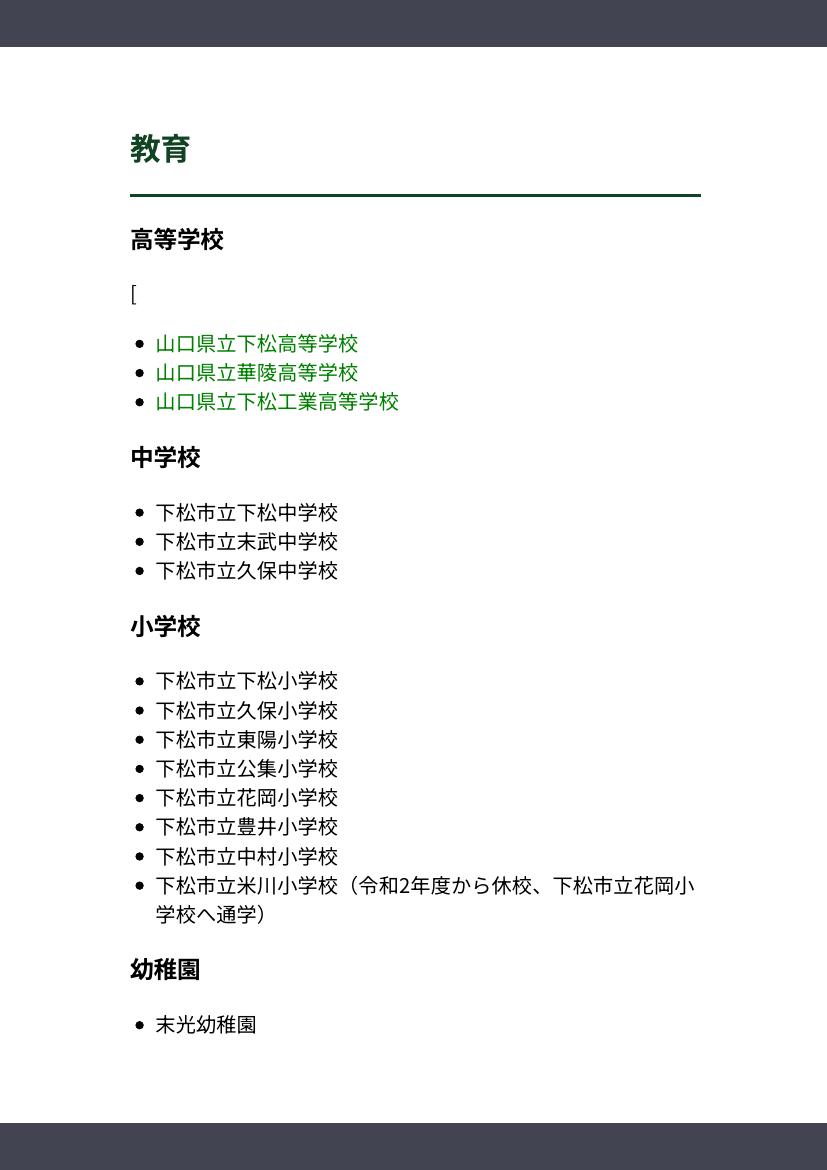 教育
高等学校
[
山口県立下松高等学校
山口県立華陵高等学校
山口県立下松工業高等学校
中学校
下松市立下松中学校
下松市立末武中学校
下松市立久保中学校
小学校
下松市立下松小学校
下松市立久保小学校
下松市立東陽小学校
下松市立公集小学校
下松市立花岡小学校
下松市立豊井小学校
下松市立中村小学校
下松市立米川小学校（令和2年度から休校、下松市立花岡小
学校へ通学）
幼稚園
末光幼稚園